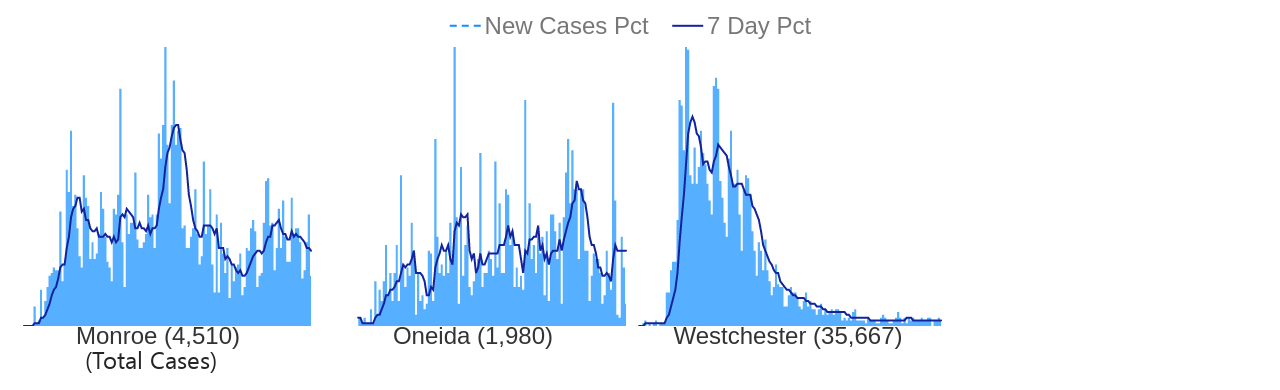 New Cases Pct 7 Day Pct
Monroe (4,510) Oneida (1,980) Westchester (35,667)
(Total Cases)